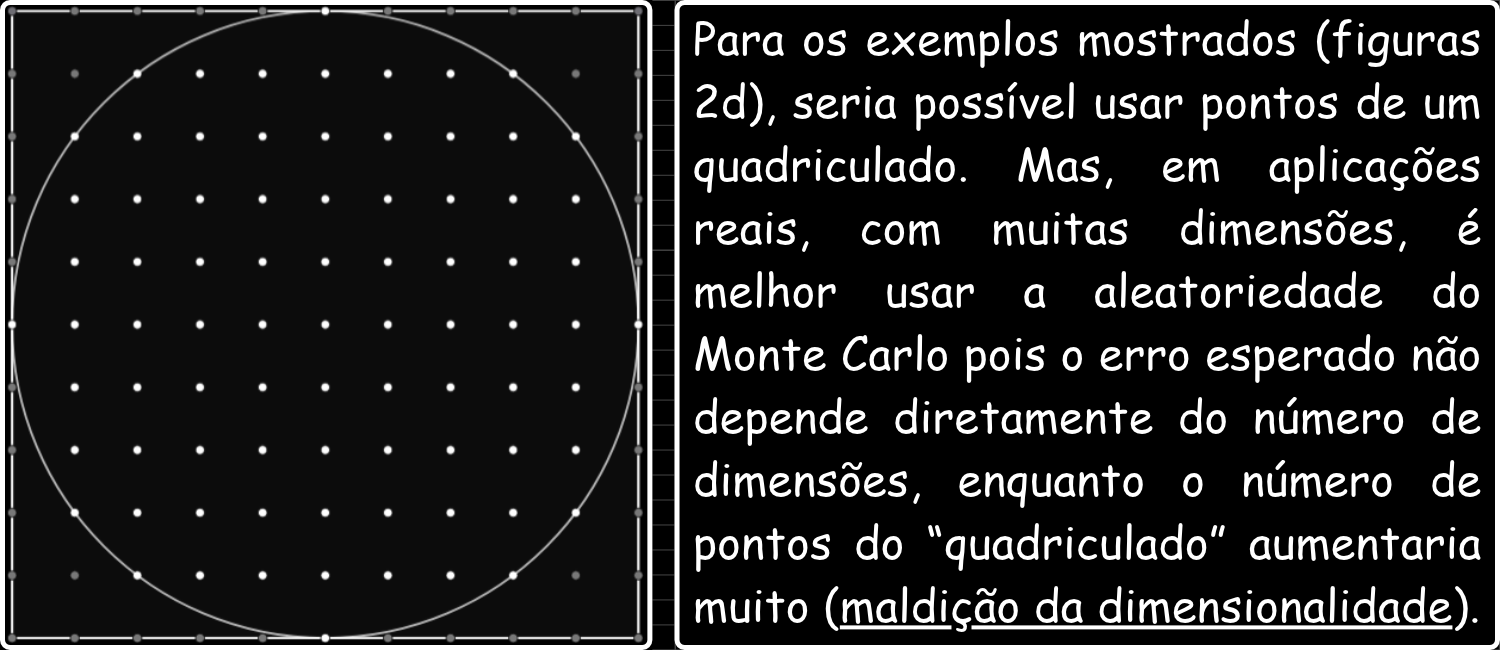 Para os exemplos mostrados (figuras
2d), seria possível usar pontos de um
quadriculado. Mas, em aplicações
reais, com muitas dimensões, é
melhor usar a aleatoriedade do
Monte Carlo pois o erro esperado não
depende diretamente do número de
dimensões, enquanto o número de
pontos do “quadriculado” aumentaria
muito (maldição da dimensionalidade).